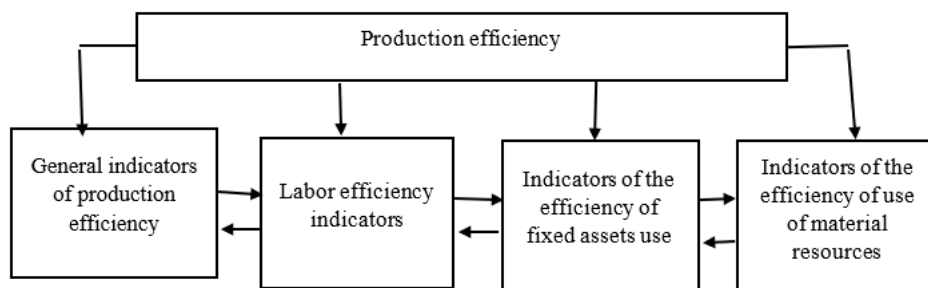 Production efficiency
General indicators
of production
efficiency
Labor efficiency
indicators
Indicators of the
efficiency of
fixed assets use
Indicators of the
efficiency of use
of material
resources